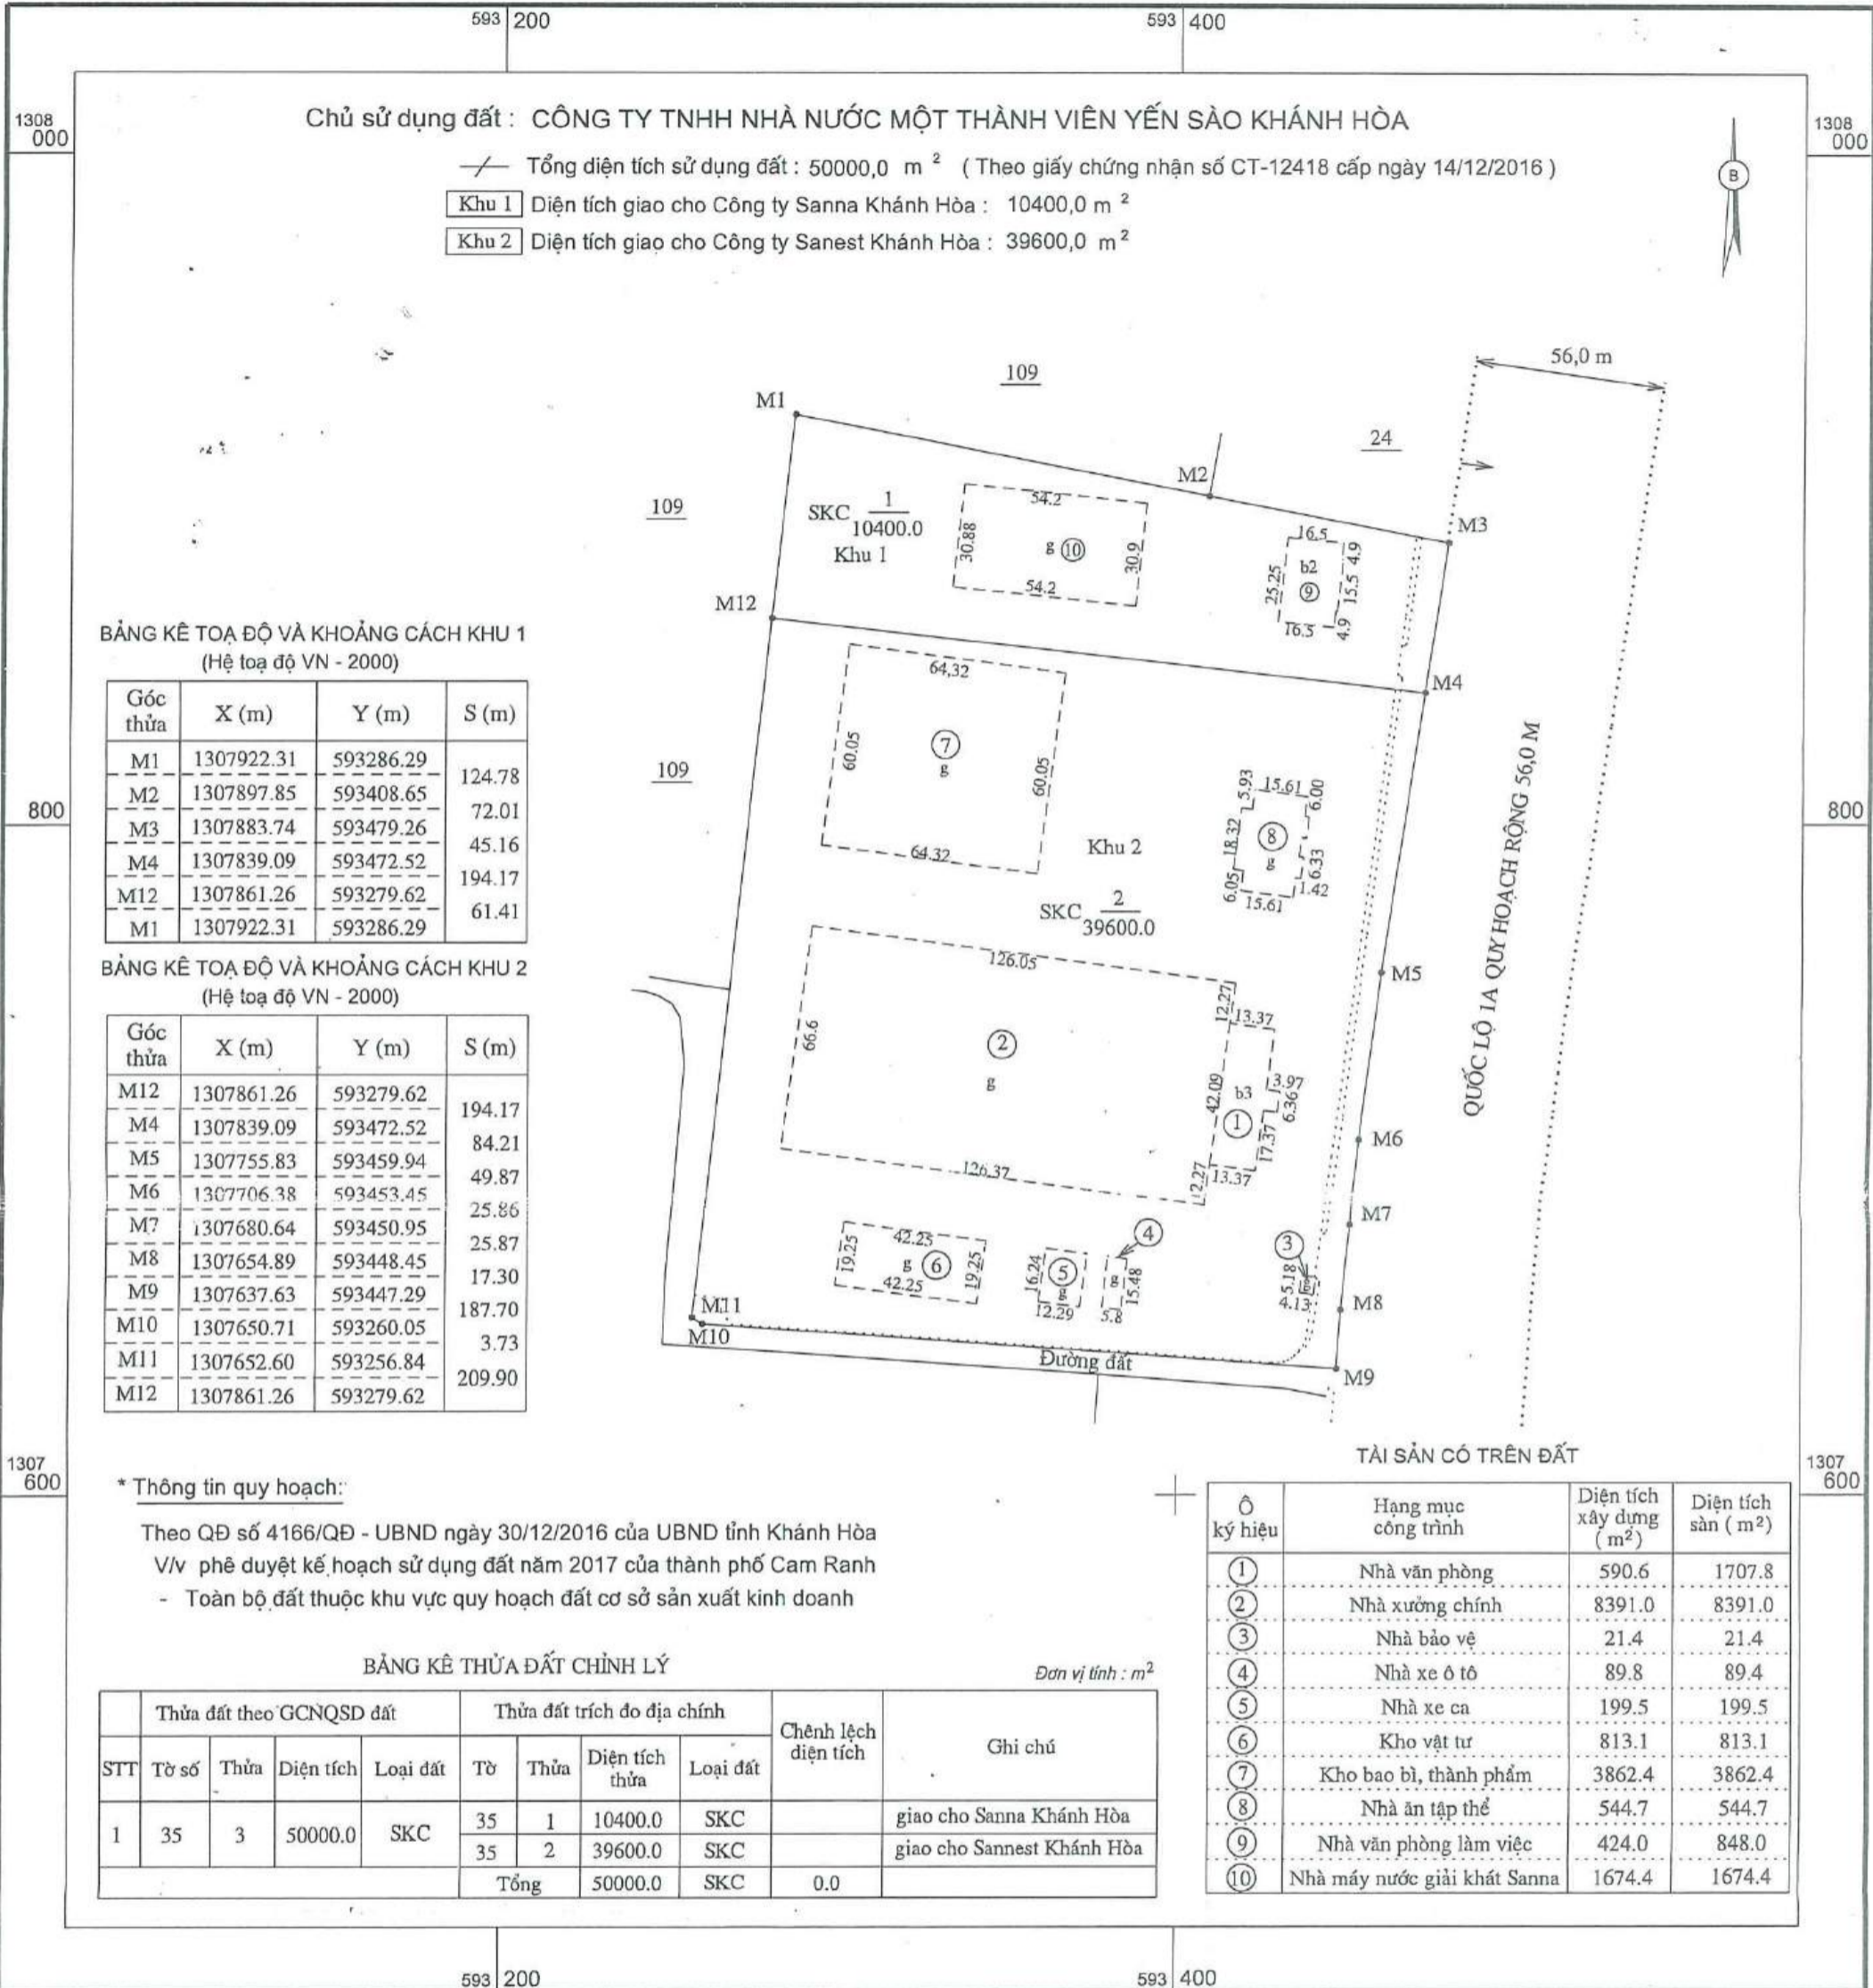 593 200
593 400
1308
000
1308
000
Chủ sử dụng đất : CÔNG TY TNHH NHÀ NƯỚC MỘT THÀNH VIÊN YẾN SÀO KHÁNH HÒA
Tổng diện tích sử dụng đất : 50000,0 m² ( Theo giấy chứng nhận số CT-12418 cấp ngày 14/12/2016 )
Khu 1 Diện tích giao cho Công ty Sanna Khánh Hòa : 10400,0 m²
Khu 2 Diện tích giao cho Công ty Sanest Khánh Hòa : 39600,0 m²
B
56,0 m
109
M1
24
M2
M3
109
SKC 1
10400.0
Khu 1
54.2
30.88
g 10
30.9
54.2
16.5
4.9
b2
9
25.25
15.5
16.5
4.9
M12
M4
64,32
60.05
7
g
60.05
64.32
109
Khu 2
SKC 2
39600.0
5.93
15.61
6.00
18.32
8
g
6.33
6.05
1.42
15.61
QUỐC LỘ 1A QUY HOẠCH RỘNG 56,0 M
800
800
M5
126.05
66.6
2
g
12.27
13.37
42.09
b3
3.97
6.36
1
17.37
12.27
13.37
126.37
M6
M7
42.25
19.25
g 6
19.25
42.25
16.24
5
g
12.29
4
g
15.48
5.8
3
5.18
4.13
M8
M11
M10
Đường đất
M9
BẢNG KÊ TOẠ ĐỘ VÀ KHOẢNG CÁCH KHU 1
(Hệ toạ độ VN - 2000)
Góc thửa X (m) Y (m) S (m)
M1 1307922.31 593286.29
124.78
M2 1307897.85 593408.65
72.01
M3 1307883.74 593479.26
45.16
M4 1307839.09 593472.52
194.17
M12 1307861.26 593279.62
61.41
M1 1307922.31 593286.29
BẢNG KÊ TOẠ ĐỘ VÀ KHOẢNG CÁCH KHU 2
(Hệ toạ độ VN - 2000)
Góc thửa X (m) Y (m) S (m)
M12 1307861.26 593279.62
194.17
M4 1307839.09 593472.52
84.21
M5 1307755.83 593459.94
49.87
M6 1307706.38 593453.45
25.86
M7 1307680.64 593450.95
25.87
M8 1307654.89 593448.45
17.30
M9 1307637.63 593447.29
187.70
M10 1307650.71 593260.05
3.73
M11 1307652.60 593256.84
209.90
M12 1307861.26 593279.62
1307
600
1307
600
* Thông tin quy hoạch:
Theo QĐ số 4166/QĐ - UBND ngày 30/12/2016 của UBND tỉnh Khánh Hòa
V/v phê duyệt kế hoạch sử dụng đất năm 2017 của thành phố Cam Ranh
- Toàn bộ đất thuộc khu vực quy hoạch đất cơ sở sản xuất kinh doanh
BẢNG KÊ THỬA ĐẤT CHỈNH LÝ
Đơn vị tính : m²
Thửa đất theo GCNQSD đất Thửa đất trích đo địa chính Chênh lệch diện tích Ghi chú
STT Tờ số Thửa Diện tích Loại đất Tờ Thửa Diện tích thửa Loại đất
1 35 3 50000.0 SKC 35 1 10400.0 SKC giao cho Sanna Khánh Hòa
35 2 39600.0 SKC giao cho Sannest Khánh Hòa
Tổng 50000.0 SKC 0.0
TÀI SẢN CÓ TRÊN ĐẤT
Ô ký hiệu Hạng mục công trình Diện tích xây dựng ( m²) Diện tích sàn ( m²)
1 Nhà văn phòng 590.6 1707.8
2 Nhà xưởng chính 8391.0 8391.0
3 Nhà bảo vệ 21.4 21.4
4 Nhà xe ô tô 89.8 89.4
5 Nhà xe ca 199.5 199.5
6 Kho vật tư 813.1 813.1
7 Kho bao bì, thành phẩm 3862.4 3862.4
8 Nhà ăn tập thể 544.7 544.7
9 Nhà văn phòng làm việc 424.0 848.0
10 Nhà máy nước giải khát Sanna 1674.4 1674.4
593 200
593 400